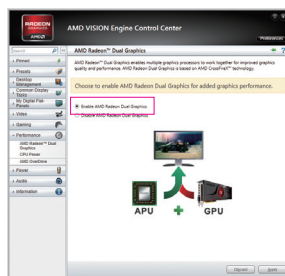 RADEON
GRAPHICS
AMD
AMD VISION Engine Control Center
Preferences
Search
AMD Radeon™ Dual Graphics
Pinned
Presets
Desktop
Management
Common Display
Tasks
My Digital Flat-
Panels
Video
Gaming
Performance
AMD Radeon™ Dual
Graphics
CPU Power
AMD OverDrive
Power
Audio
Information
AMD Radeon™ Dual Graphics enables multiple graphics processors to work together for improved graphics
quality and performance. AMD Radeon Dual Graphics is based on AMD CrossFireX™ technology.
Choose to enable AMD Radeon Dual Graphics for added graphics performance.
Enable AMD Radeon Dual Graphics
Disable AMD Radeon Dual Graphics
APU + GPU
Discard
Apply